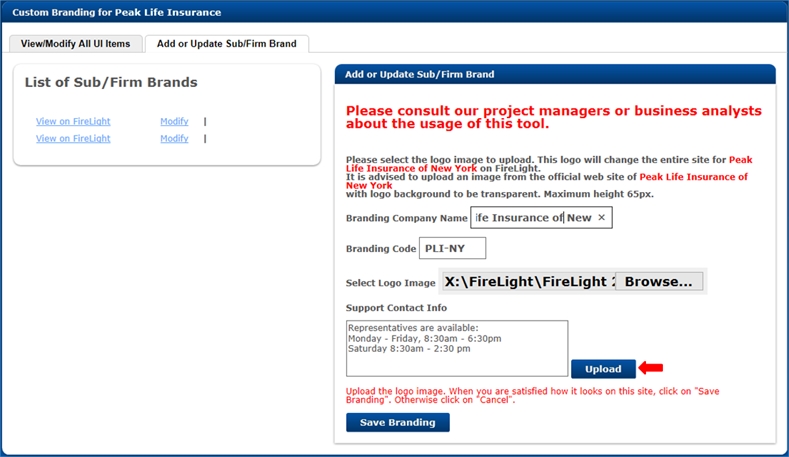 Custom Branding for Peak Life Insurance
View/Modify All UI Items
Add or Update Sub/Firm Brand
List of Sub/Firm Brands
View on FireLight Modify |
View on FireLight Modify |
Add or Update Sub/Firm Brand
Please consult our project managers or business analysts
about the usage of this tool.
Please select the logo image to upload. This logo will change the entire site for Peak
Life Insurance of New York on FireLight.
It is advised to upload an image from the official web site of Peak Life Insurance of
New York
with logo background to be transparent. Maximum height 65px.
Branding Company Name ife Insurance of New ×
Branding Code PLI-NY
Select Logo Image X:\FireLight\FireLight Browse...
Support Contact Info
Representatives are available:
Monday - Friday, 8:30am - 6:30pm
Saturday 8:30am - 2:30 pm
Upload
Upload the logo image. When you are satisfied how it looks on this site, click on "Save
Branding". Otherwise click on "Cancel".
Save Branding